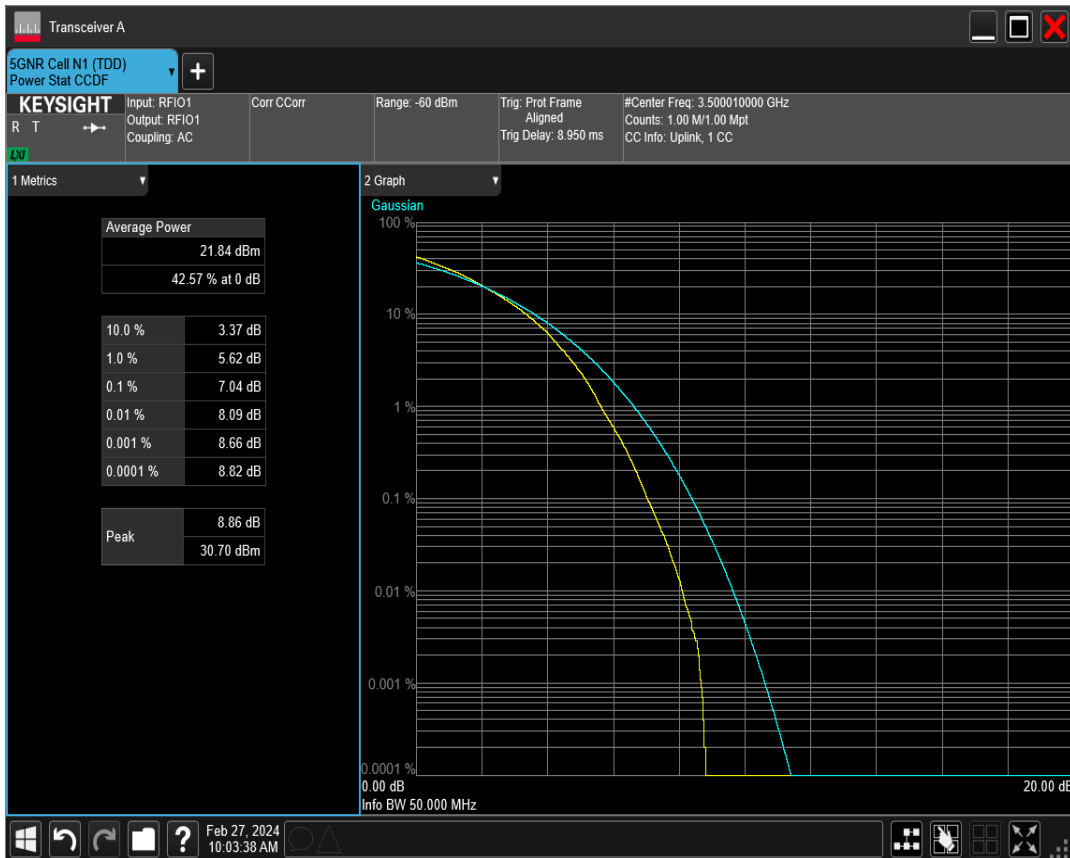 Transceiver A
5GNR Cell N1 (TDD)
Power Stat CCDF
+
KEYSIGHT
R T
LXI
Input: RFIO1
Output: RFIO1
Coupling: AC
Corr CCorr
Range: -60 dBm
Trig: Prot Frame
Aligned
Trig Delay: 8.950 ms
#Center Freq: 3.500010000 GHz
Counts: 1.00 M/1.00 Mpt
CC Info: Uplink, 1 CC
1 Metrics
Average Power
21.84 dBm
42.57 % at 0 dB
10.0 % 3.37 dB
1.0 % 5.62 dB
0.1 % 7.04 dB
0.01 % 8.09 dB
0.001 % 8.66 dB
0.0001 % 8.82 dB
Peak
8.86 dB
30.70 dBm
2 Graph
Gaussian
100 %
10 %
1 %
0.1 %
0.01 %
0.001 %
0.0001 %
0.00 dB 20.00 dB
Info BW 50.000 MHz
?
Feb 27, 2024
10:03:38 AM